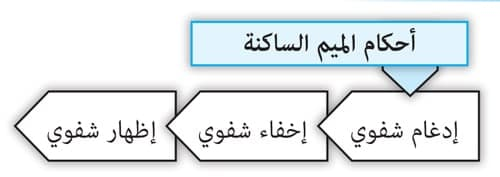 أحكام الميم الساكنة
إدغام شفوي
إخفاء شفوي
إظهار شفوي